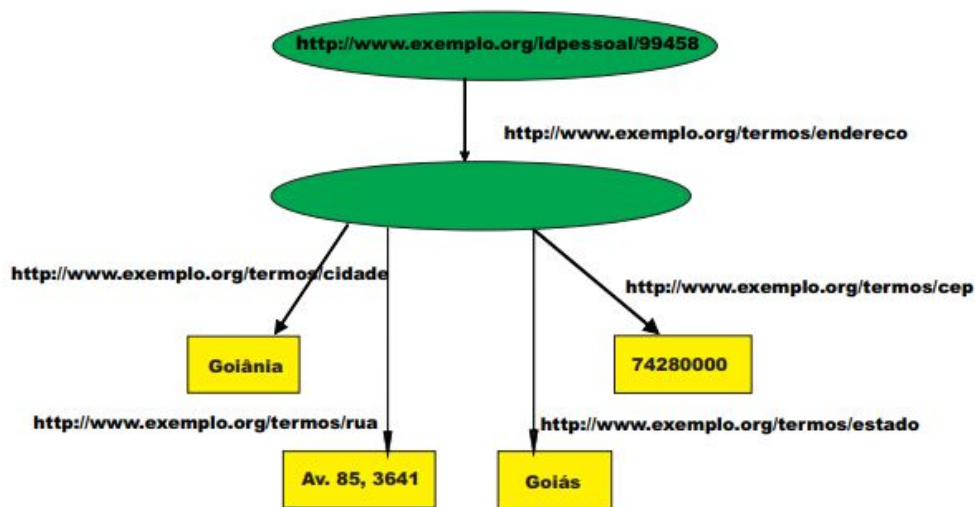 http://www.exemplo.org/idpessoal/99458
http://www.exemplo.org/termos/endereco
http://www.exemplo.org/termos/cidade
http://www.exemplo.org/termos/cep
Goiânia
74280000
http://www.exemplo.org/termos/rua
http://www.exemplo.org/termos/estado
Av. 85, 3641
Goiás